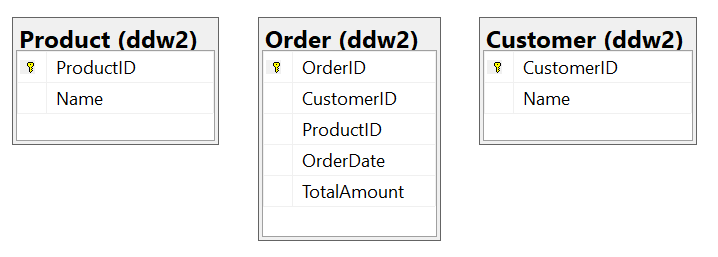 Product (ddw2)
ProductID
Name
Order (ddw2)
OrderID
CustomerID
ProductID
OrderDate
TotalAmount
Customer (ddw2)
CustomerID
Name